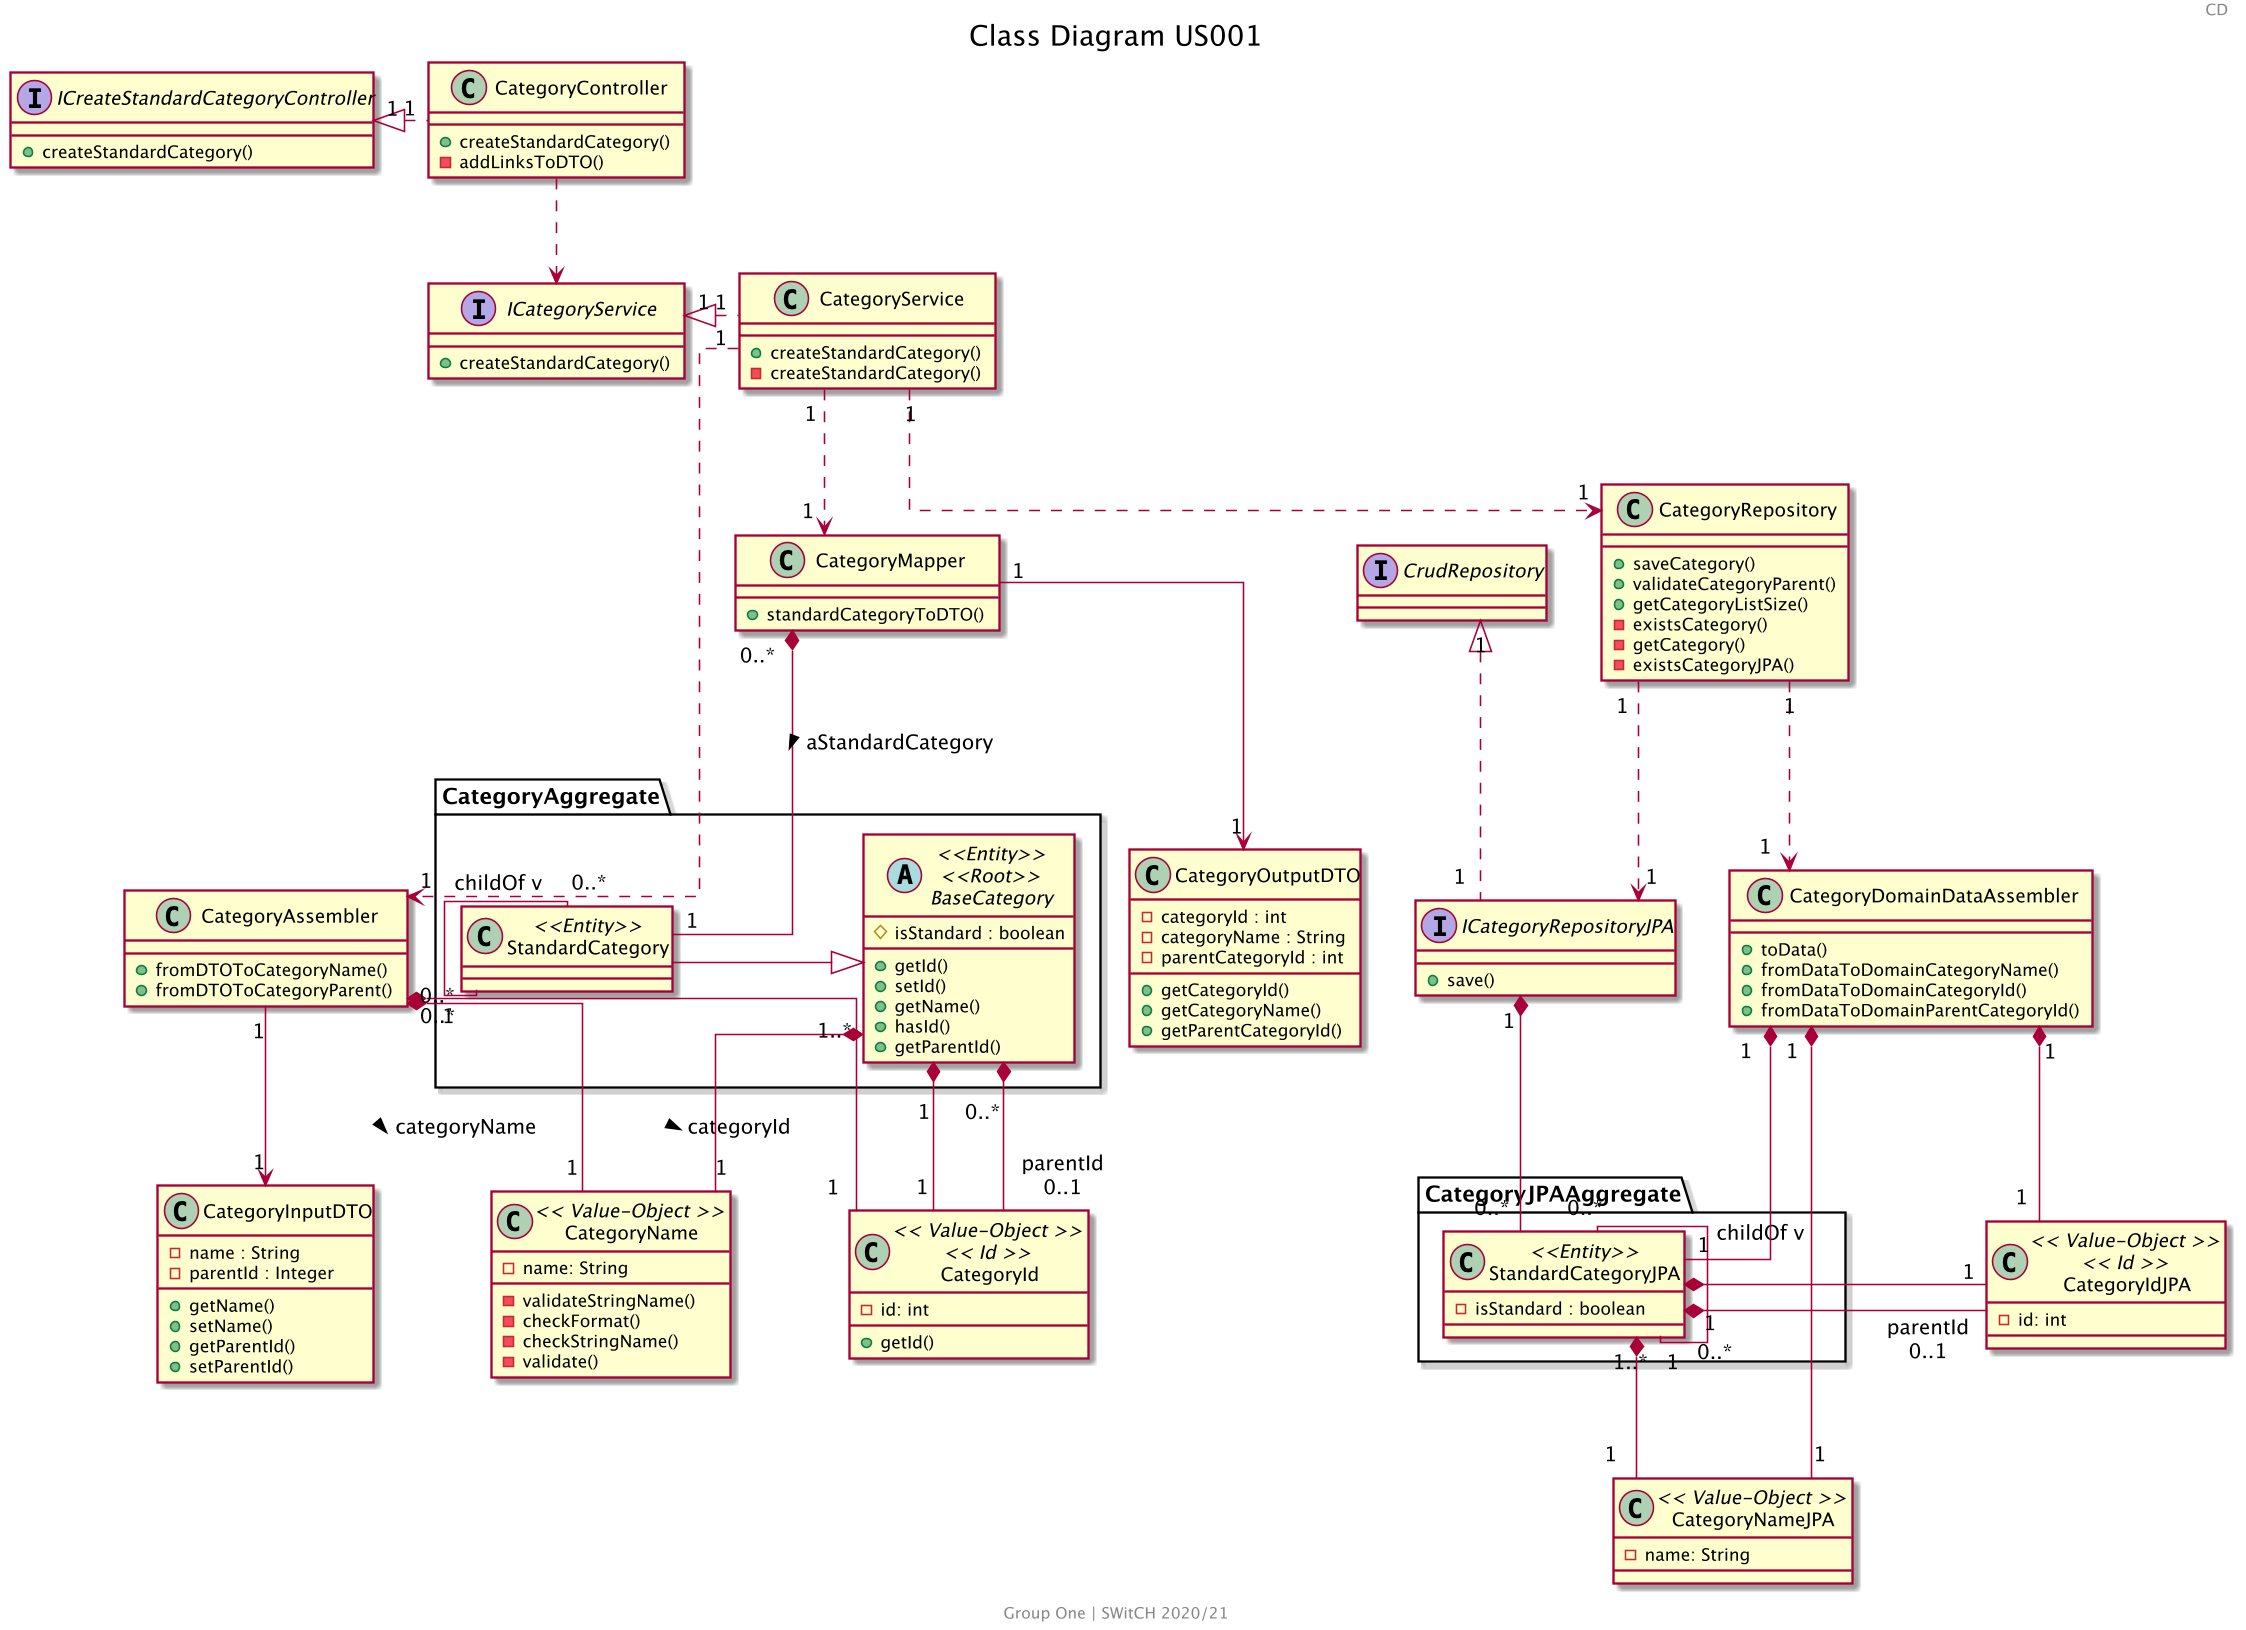 CD
Class Diagram US001
I ICreateStandardCategoryController
createStandardCategory()
1 1
C CategoryController
createStandardCategory()
addLinksToDTO()
I ICategoryService
createStandardCategory()
1 1
1
C CategoryService
createStandardCategory()
createStandardCategory()
1
1
1
1
C CategoryMapper
standardCategoryToDTO()
1
0..*
aStandardCategory
I CrudRepository
1
C CategoryRepository
saveCategory()
validateCategoryParent()
getCategoryListSize()
existsCategory()
getCategory()
existsCategoryJPA()
1
1
CategoryAggregate
1
childOf v
0..*
C CategoryAssembler
fromDTOToCategoryName()
fromDTOToCategoryParent()
C <<Entity>>
StandardCategory
1
A <<Entity>>
<<Root>>
BaseCategory
isStandard : boolean
getId()
setId()
getName()
hasId()
getParentId()
1
C CategoryOutputDTO
categoryId : int
categoryName : String
parentCategoryId : int
getCategoryId()
getCategoryName()
getParentCategoryId()
1
1
I ICategoryRepositoryJPA
save()
1
C CategoryDomainDataAssembler
toData()
fromDataToDomainCategoryName()
fromDataToDomainCategoryId()
fromDataToDomainParentCategoryId()
0..*
0..*
1
1..*
1
1
1
1
1
1
0..*
categoryName
categoryId
1
1
1
1
1
parentId
0..1
C CategoryInputDTO
name : String
parentId : Integer
getName()
setName()
getParentId()
setParentId()
C << Value-Object >>
CategoryName
name: String
validateStringName()
checkFormat()
checkStringName()
validate()
C << Value-Object >>
<< Id >>
CategoryId
id: int
getId()
CategoryJPAAggregate
0..*
0..*
childOf v
1
C <<Entity>>
StandardCategoryJPA
isStandard : boolean
1
1
1
0..*
1..*
1
parentId
0..1
C << Value-Object >>
<< Id >>
CategoryIdJPA
id: int
1
1
C << Value-Object >>
CategoryNameJPA
name: String
Group One | SWitCH 2020/21